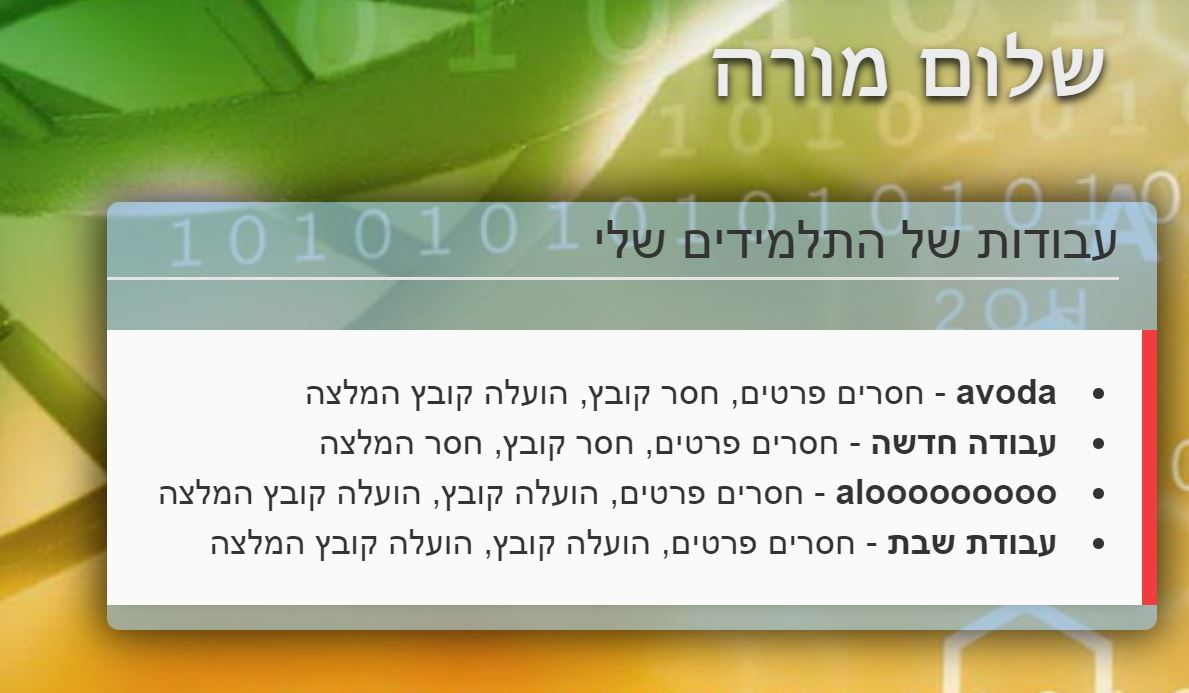 שלום מורה
עבודות של התלמידים שלי
avoda - חסרים פרטים, חסר קובץ, הועלה קובץ המלצה
עבודה חדשה - חסרים פרטים, חסר קובץ, חסר המלצה
alooooooooo - חסרים פרטים, הועלה קובץ, הועלה קובץ המלצה
עבודת שבת - חסרים פרטים, הועלה קובץ, הועלה קובץ המלצה